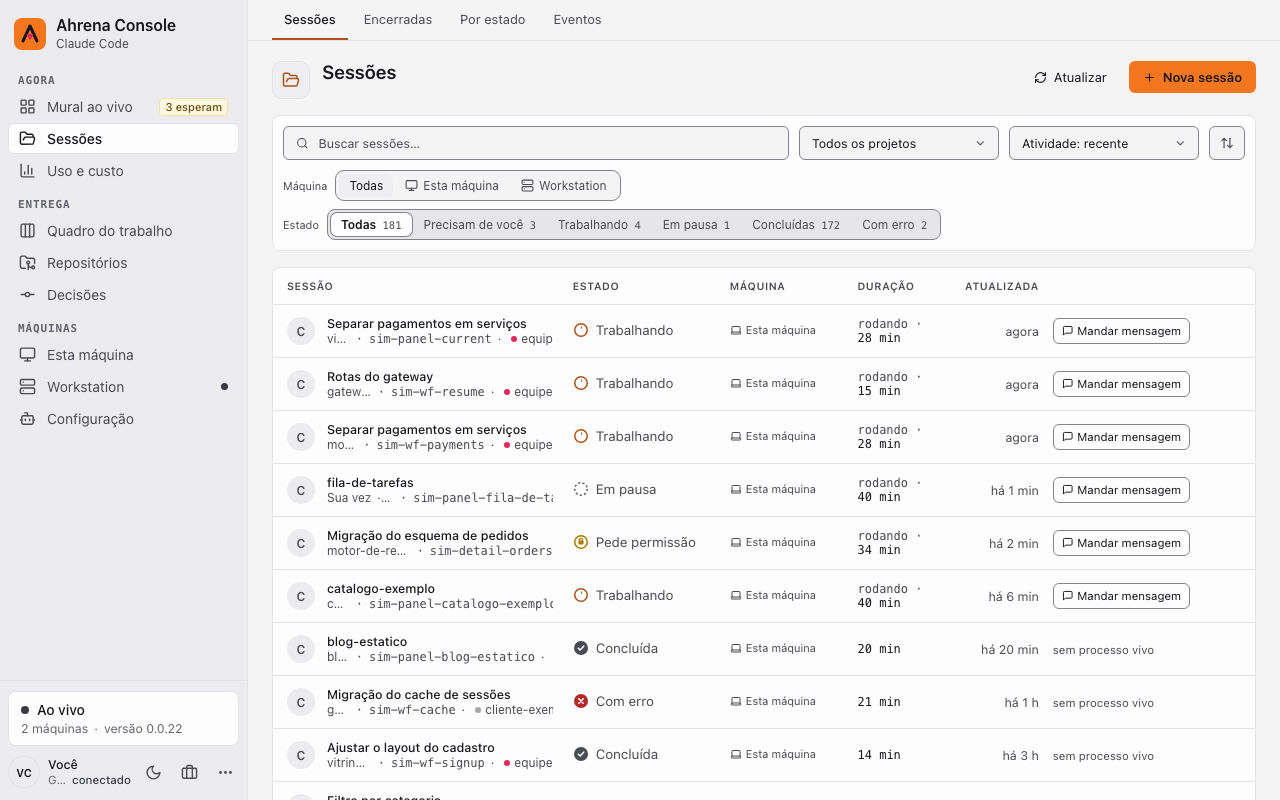 Ahrena Console
Claude Code
AGORA
Mural ao vivo 3 esperam
Sessões
Uso e custo
ENTREGA
Quadro do trabalho
Repositórios
Decisões
MÁQUINAS
Esta máquina
Workstation
Configuração
Ao vivo
2 máquinas · versão 0.0.22
VC
Você
G... conectado
Sessões Encerradas Por estado Eventos
Sessões
Atualizar
Nova sessão
Buscar sessões...
Todos os projetos
Atividade: recente
Máquina Todas Esta máquina Workstation
Estado Todas 181 Precisam de você 3 Trabalhando 4 Em pausa 1 Concluídas 172 Com erro 2
SESSÃO ESTADO MÁQUINA DURAÇÃO ATUALIZADA
C Separar pagamentos em serviços
vi... · sim-panel-current · equip
Trabalhando Esta máquina rodando · 
28 min
agora Mandar mensagem
C Rotas do gateway
gatew... · sim-wf-resume · equipe
Trabalhando Esta máquina rodando ·
15 min
agora Mandar mensagem
C Separar pagamentos em serviços
mo... · sim-wf-payments · equipe
Trabalhando Esta máquina rodando ·
28 min
agora Mandar mensagem
C fila-de-tarefas
Sua vez ·... · sim-panel-fila-de-ta
Em pausa Esta máquina rodando ·
40 min
há 1 min Mandar mensagem
C Migração do esquema de pedidos
motor-de-re... · sim-detail-orders
Pede permissão Esta máquina rodando ·
34 min
há 2 min Mandar mensagem
C catalogo-exemplo
c... · sim-panel-catalogo-exemplo
Trabalhando Esta máquina rodando ·
40 min
há 6 min Mandar mensagem
C blog-estatico
bl... · sim-panel-blog-estatico ·
Concluída Esta máquina 20 min há 20 min sem processo vivo
C Migração do cache de sessões
g... · sim-wf-cache · cliente-exem
Com erro Esta máquina 21 min há 1 h sem processo vivo
C Ajustar o layout do cadastro
vitrin... · sim-wf-signup · equipe
Concluída Esta máquina 14 min há 3 h sem processo vivo